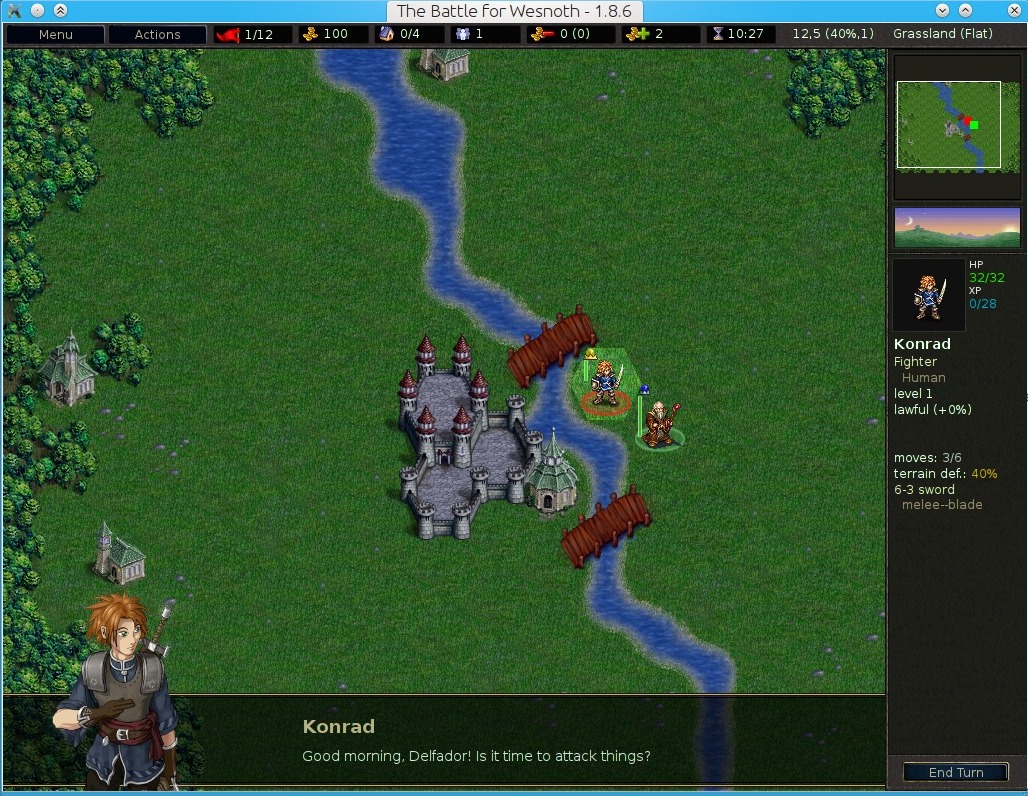 The Battle for Wesnoth - 1.8.6
Menu
Actions
1/12
100
0/4
1
0 (0)
2
10:27
12,5 (40%,1)
Grassland (Flat)
HP
32/32
XP
0/28
Konrad
Fighter
Human
level 1
lawful (+0%)
moves: 3/6
terrain def.: 40%
6-3 sword
melee--blade
Konrad
Good morning, Delfador! Is it time to attack things?
End Turn